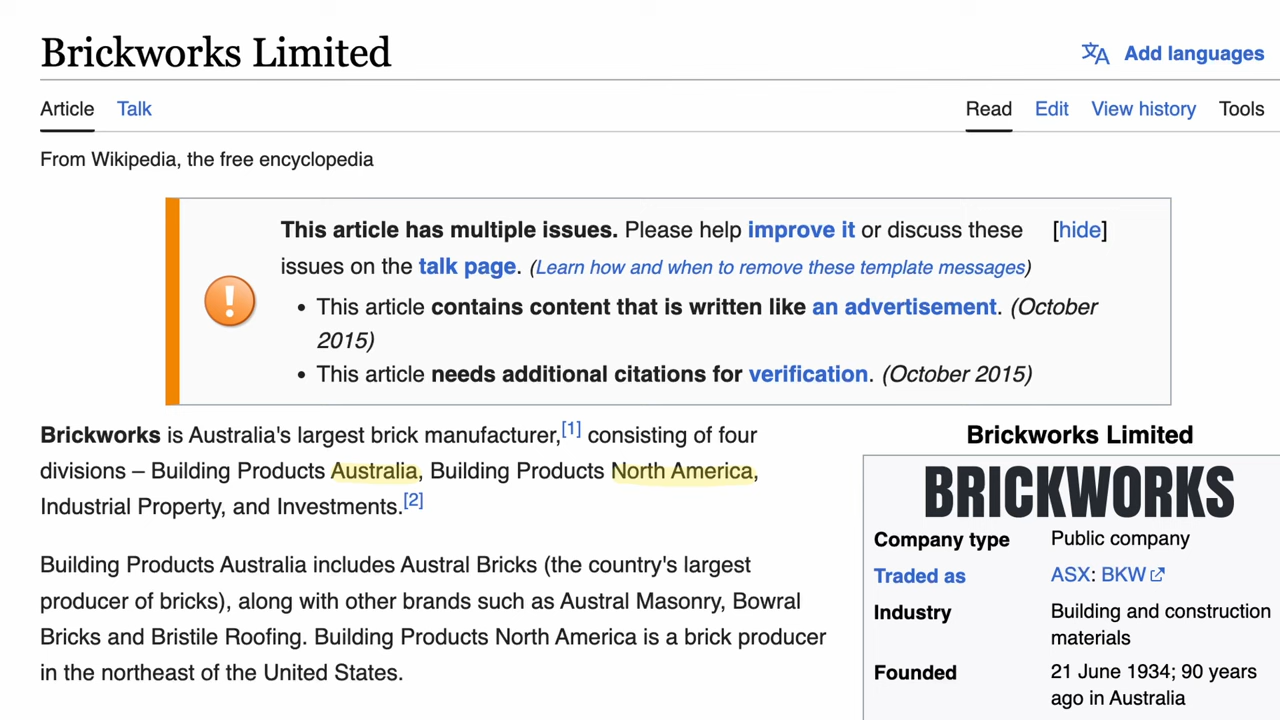 Brickworks Limited
Add languages
Article Talk Read Edit View history Tools
From Wikipedia, the free encyclopedia
This article has multiple issues. Please help improve it or discuss these [hide]
issues on the talk page. (Learn how and when to remove these template messages)
• This article contains content that is written like an advertisement. (October
2015)
• This article needs additional citations for verification. (October 2015)
Brickworks is Australia's largest brick manufacturer,[1] consisting of four
divisions – Building Products Australia, Building Products North America,
Industrial Property, and Investments.[2]
Building Products Australia includes Austral Bricks (the country's largest
producer of bricks), along with other brands such as Austral Masonry, Bowral
Bricks and Bristile Roofing. Building Products North America is a brick producer
in the northeast of the United States.
Brickworks Limited
BRICKWORKS
Company type Public company
Traded as ASX: BKW
Industry Building and construction
materials
Founded 21 June 1934; 90 years
ago in Australia